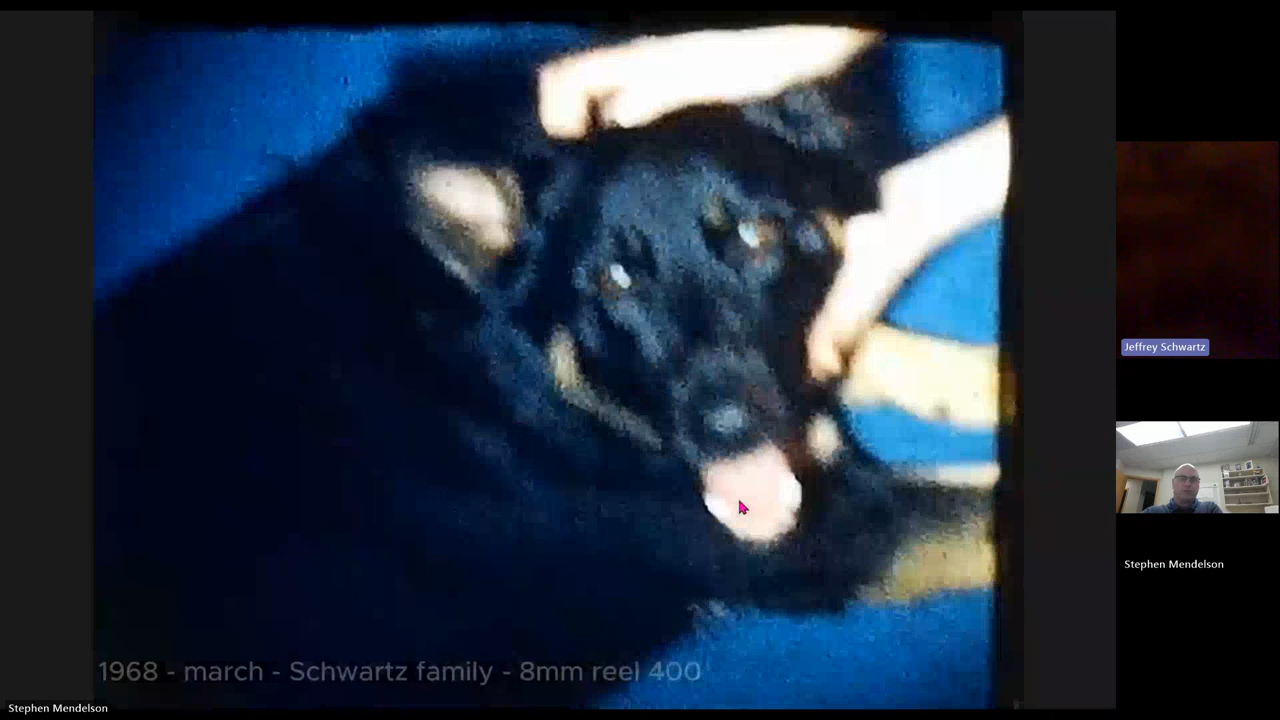 Jeffrey Schwartz
Stephen Mendelson
1968 - march - Schwartz family - 8mm reel 400
Stephen Mendelson